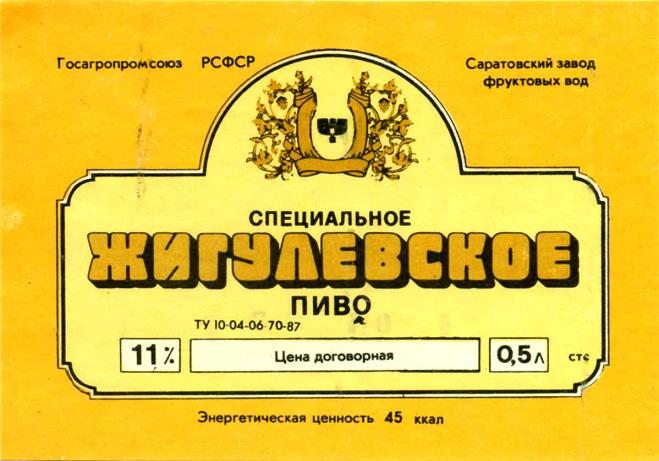 Госагропромсоюз РСФСР
Саратовский завод
фруктовых вод
СПЕЦИАЛЬНОЕ
ЖИГУЛЕВСКОЕ
ПИВО
ТУ 10-04-06-70-87
11%
Цена договорная
0,5 л
стс
Энергетическая ценность 45 ккал